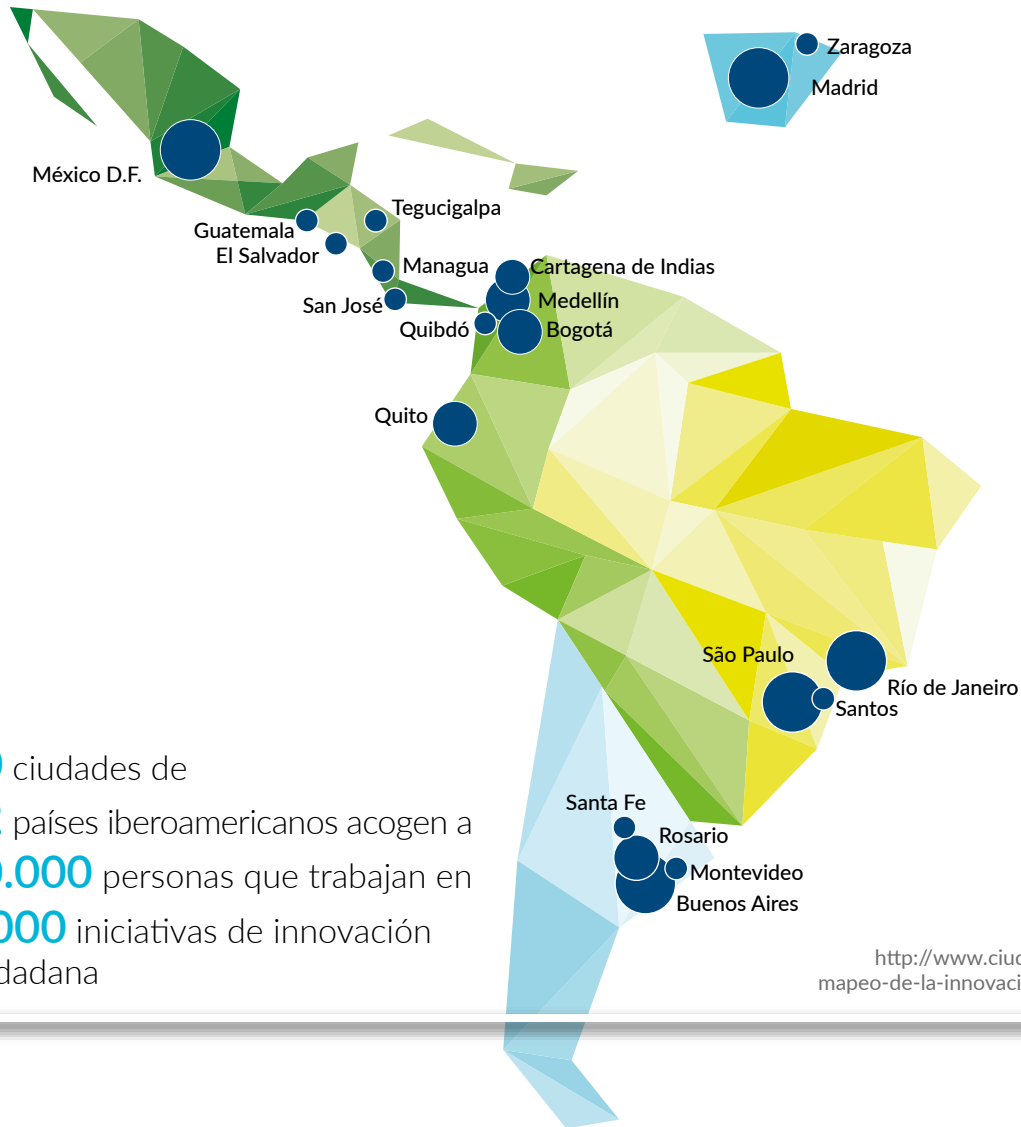 Zaragoza
Madrid
México D.F.
Tegucigalpa
Guatemala
El Salvador
Managua
Cartagena de Indias
San José
Medellín
Quibdó
Bogotá
Quito
São Paulo
Río de Janeiro
Santos
Santa Fe
Rosario
Montevideo
Buenos Aires
ciudades de
países iberoamericanos acogen a
.000 personas que trabajan en
000 iniciativas de innovación
dadana
http://www.ciud
mapeo-de-la-innovaci